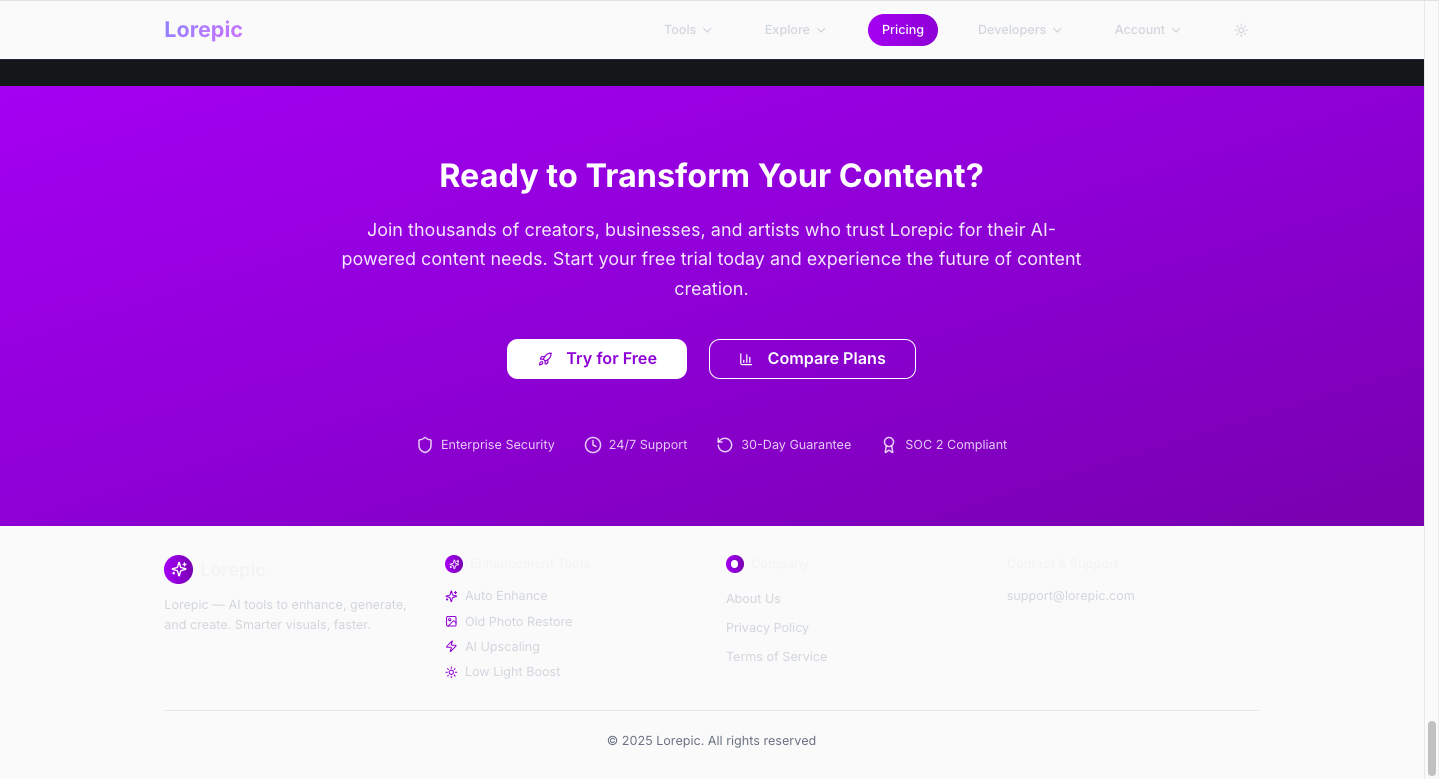 Lorepic
Tools
Explore
Pricing
Developers
Account
Ready to Transform Your Content?
Join thousands of creators, businesses, and artists who trust Lorepic for their AI-
powered content needs. Start your free trial today and experience the future of content
creation.
Try for Free
Compare Plans
Enterprise Security
24/7 Support
30-Day Guarantee
SOC 2 Compliant
Lorepic
Lorepic — AI tools to enhance, generate,
and create. Smarter visuals, faster.
Enhancement Tools
Auto Enhance
Old Photo Restore
AI Upscaling
Low Light Boost
Company
About Us
Privacy Policy
Terms of Service
Contact & Support
support@lorepic.com
© 2025 Lorepic. All rights reserved